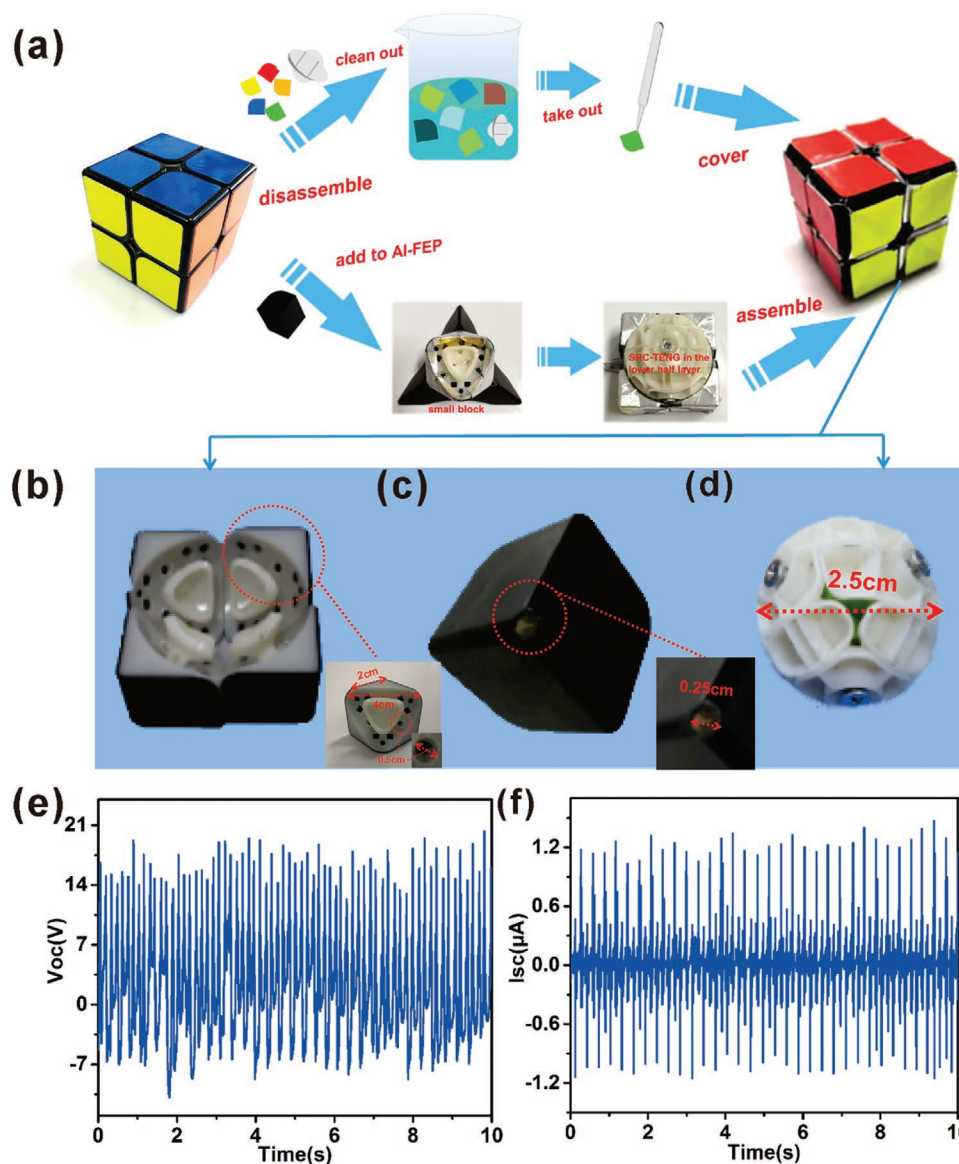 (a)
clean out
take out
cover
disassemble
add to Al-FEP
assemble
small block
SRC-TENG in the
lower half layer
(b)
(c)
(d)
2cm
4cm
0.5cm
0.25cm
2.5cm
(e)
21
14
7
0
-7
Voc(V)
0 2 4 6 8 10
Time(s)
(f)
1.2
0.6
0.0
-0.6
-1.2
Isc(μA)
0 2 4 6 8 10
Time(s)